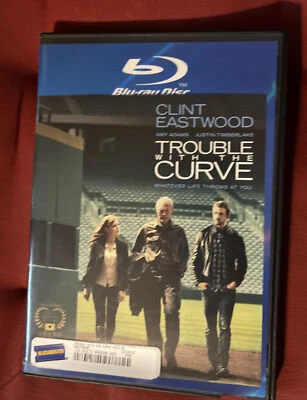 Blu-ray Disc
TM
CLINT
EASTWOOD
AMY ADAMS JUSTIN TIMBERLAKE
TROUBLE
WITH THE
CURVE
WHATEVER LIFE THROWS AT YOU
BLOCKBUSTER